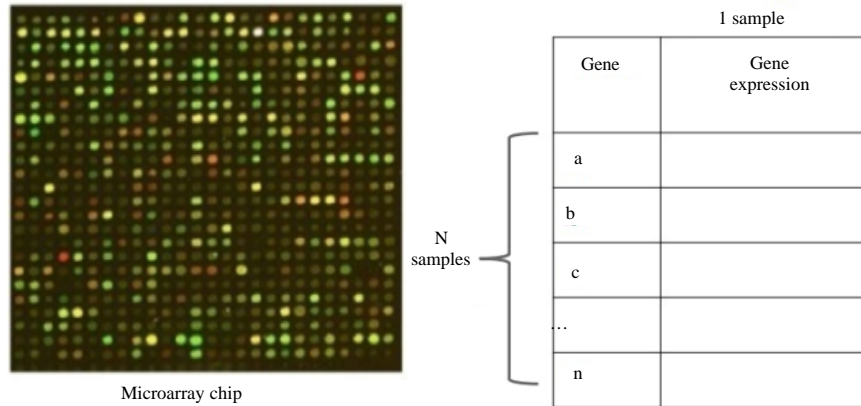 1 sample
Gene
Gene
expression
a
b
c
…
n
N
samples
Microarray chip